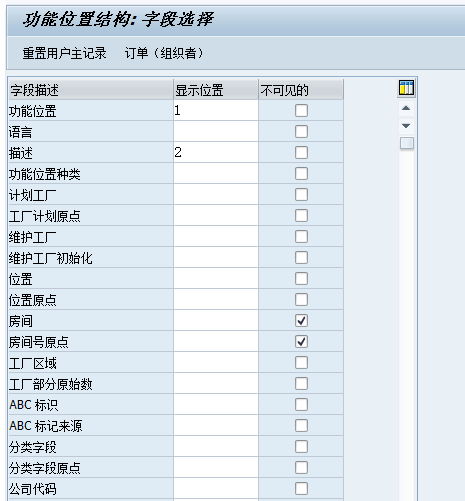 功能位置结构: 字段选择
重置用户主记录 订单（组织者）
字段描述 显示位置 不可见的
功能位置 1
语言
描述 2
功能位置种类
计划工厂
工厂计划原点
维护工厂
维护工厂初始化
位置
位置原点
房间
房间号原点
工厂区域
工厂部分原始数
ABC 标识
ABC 标记来源
分类字段
分类字段原点
公司代码